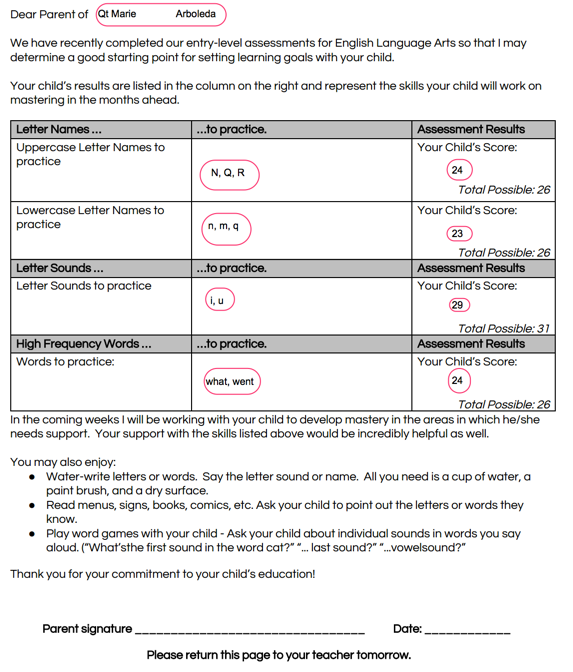 Dear Parent of Qt Marie Arboleda
We have recently completed our entry-level assessments for English Language Arts so that I may
determine a good starting point for setting learning goals with your child.
Your child's results are listed in the column on the right and represent the skills your child will work on
mastering in the months ahead.
Letter Names ... ...to practice. Assessment Results
Uppercase Letter Names to
practice
N, Q, R
Your Child's Score:
24
Total Possible: 26
Lowercase Letter Names to
practice
n, m, q
Your Child's Score:
23
Total Possible: 26
Letter Sounds ... ...to practice. Assessment Results
Letter Sounds to practice
i, u
Your Child's Score:
29
Total Possible: 31
High Frequency Words ... ...to practice. Assessment Results
Words to practice:
what, went
Your Child's Score:
24
Total Possible: 26
In the coming weeks I will be working with your child to develop mastery in the areas in which he/she
needs support. Your support with the skills listed above would be incredibly helpful as well.
You may also enjoy:
● Water-write letters or words. Say the letter sound or name. All you need is a cup of water, a
paint brush, and a dry surface.
● Read menus, signs, books, comics, etc. Ask your child to point out the letters or words they
know.
● Play word games with your child - Ask your child about individual sounds in words you say
aloud. ("What'sthe first sound in the word cat?" "... last sound?" "...vowelsound?"
Thank you for your commitment to your child's education!
Parent signature ________________________________ Date: ____________
Please return this page to your teacher tomorrow.